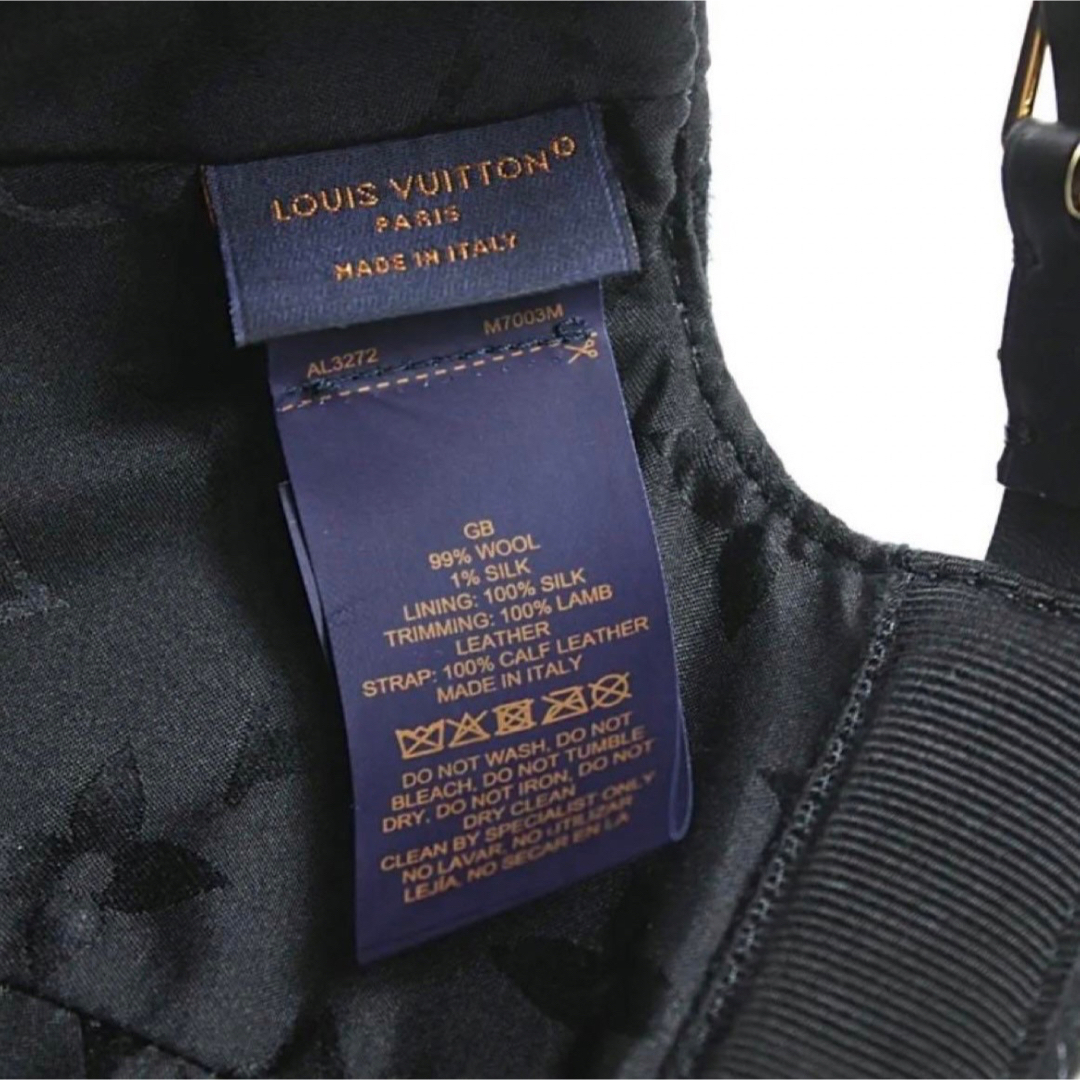 LOUIS VUITTON
PARIS
MADE IN ITALY
AL3272 M7003M
GB
99% WOOL
1% SILK
LINING: 100% SILK
TRIMMING: 100% LAMB
LEATHER
STRAP: 100% CALF LEATHER
MADE IN ITALY
DO NOT WASH, DO NOT
BLEACH, DO NOT TUMBLE
DRY, DO NOT IRON, DO NOT
DRY CLEAN
CLEAN BY SPECIALIST ONLY
NO LAVAR, NO UTILIZAR
LEJÍA, NO SECAR EN LA